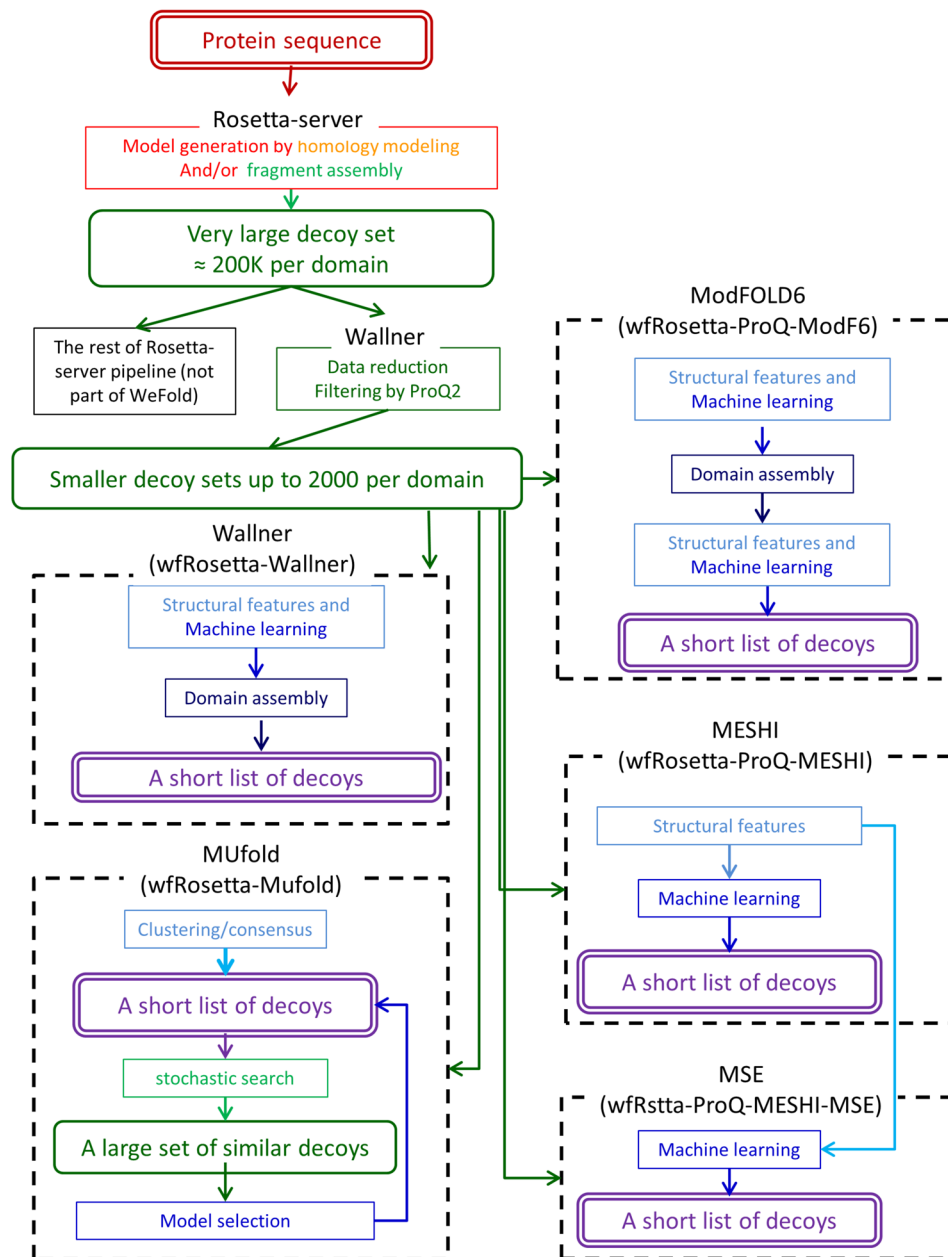 Protein sequence
Rosetta-server
Model generation by homology modeling
And/or fragment assembly
Very large decoy set
≈ 200K per domain
The rest of Rosetta-
server pipeline (not
part of WeFold)
Wallner
Data reduction
Filtering by ProQ2
Smaller decoy sets up to 2000 per domain
ModFOLD6
(wfRosetta-ProQ-ModF6)
Structural features and
Machine learning
Domain assembly
Structural features and
Machine learning
A short list of decoys
Wallner
(wfRosetta-Wallner)
Structural features and
Machine learning
Domain assembly
A short list of decoys
MESHI
(wfRosetta-ProQ-MESHI)
Structural features
Machine learning
A short list of decoys
MUfold
(wfRosetta-Mufold)
Clustering/consensus
A short list of decoys
stochastic search
A large set of similar decoys
Model selection
MSE
(wfRstta-ProQ-MESHI-MSE)
Machine learning
A short list of decoys